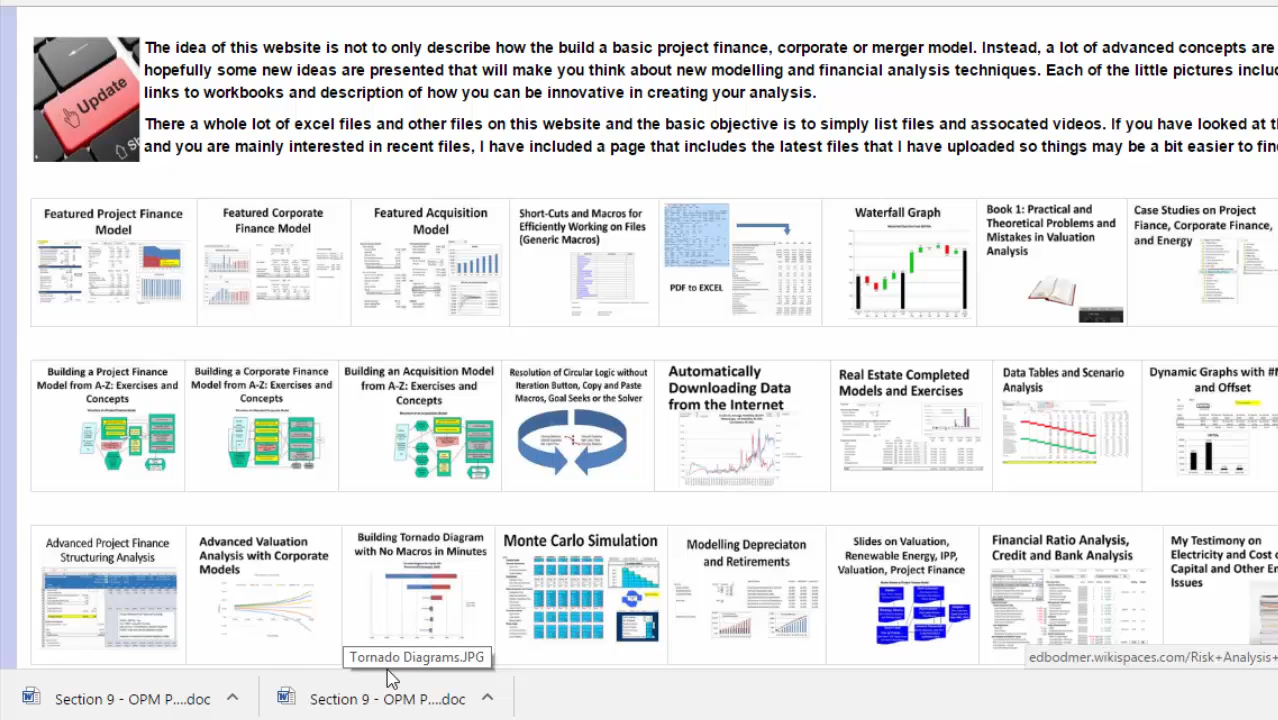 The idea of this website is not to only describe how the build a basic project finance, corporate or merger model. Instead, a lot of advanced concepts are
hopefully some new ideas are presented that will make you think about new modelling and financial analysis techniques. Each of the little pictures
links to workbooks and description of how you can be innovative in creating your analysis.
There a whole lot of excel files and other files on this website and the basic objective is to simply list files and assocated videos. If you have looked at
and you are mainly interested in recent files, I have included a page that includes the latest files that I have uploaded so things may be a bit easier to
Update
Featured Project Finance
Model
Featured Corporate
Finance Model
Featured Acquisition
Model
Short-Cuts and Macros for
Efficiently Working on Files
(Generic Macros)
PDF to EXCEL
Waterfall Graph
Book 1: Practical and
Theoretical Problems and
Mistakes in Valuation
Analysis
Case Studies on Project
Fiance, Corporate Finance,
and Energy
Building a Project Finance
Model from A-Z: Exercises and
Concepts
Building a Corporate Finance
Model from A-Z: Exercises and
Concepts
Building an Acquisition Model
from A-Z: Exercises and
Concepts
Resolution of Circular Logic without
Iteration Button, Copy and Paste
Macros, Goal Seeks or the Solver
Automatically
Downloading Data
from the Internet
Real Estate Completed
Models and Exercises
Data Tables and Scenario
Analysis
Dynamic Graphs with
and Offset
Advanced Project Finance
Structuring Analysis
Advanced Valuation
Analysis with Corporate
Models
Building Tornado Diagram
with No Macros in Minutes
Monte Carlo Simulation
Modelling Depreciaton
and Retirements
Slides on Valuation,
Renewable Energy, IPP,
Valuation, Project Finance
Financial Ratio Analysis,
Credit and Bank Analysis
My Testimony on
Electricity and Cost
Capital and Other
Issues
Tornado Diagrams.JPG
edbodmer.wikispaces.com/Risk+Analysis+
Section 9 - OPM P....doc
Section 9 - OPM P....doc